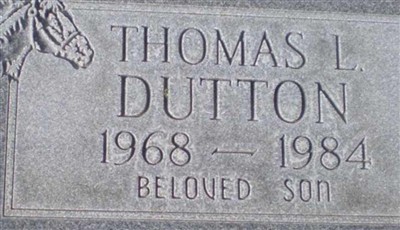 THOMAS L.
DUTTON
1968 — 1984
BELOVED SON